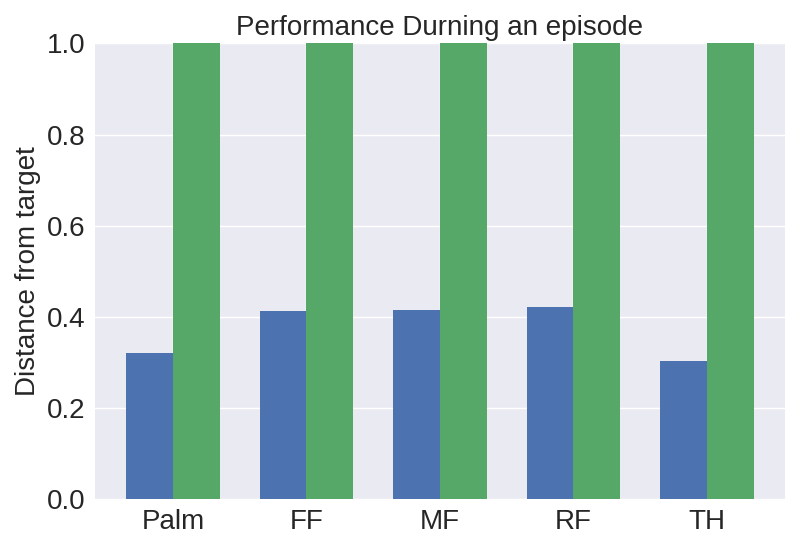 Performance Durning an episode
Distance from target
1.0
0.8
0.6
0.4
0.2
0.0
Palm FF MF RF TH